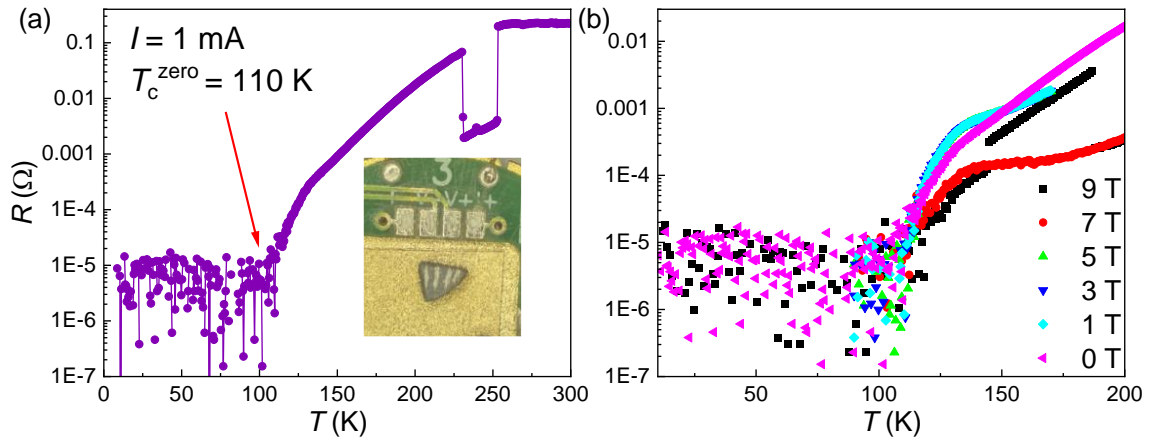 (a)
I = 1 mA
T_c^zero = 110 K
R (Ω)
0.1
0.01
0.001
1E-4
1E-5
1E-6
1E-7
0 50 100 150 200 250 300
T (K)
3
V+
(b)
0.01
0.001
1E-4
1E-5
1E-6
1E-7
9 T
7 T
5 T
3 T
1 T
0 T
50 100 150 200
T (K)